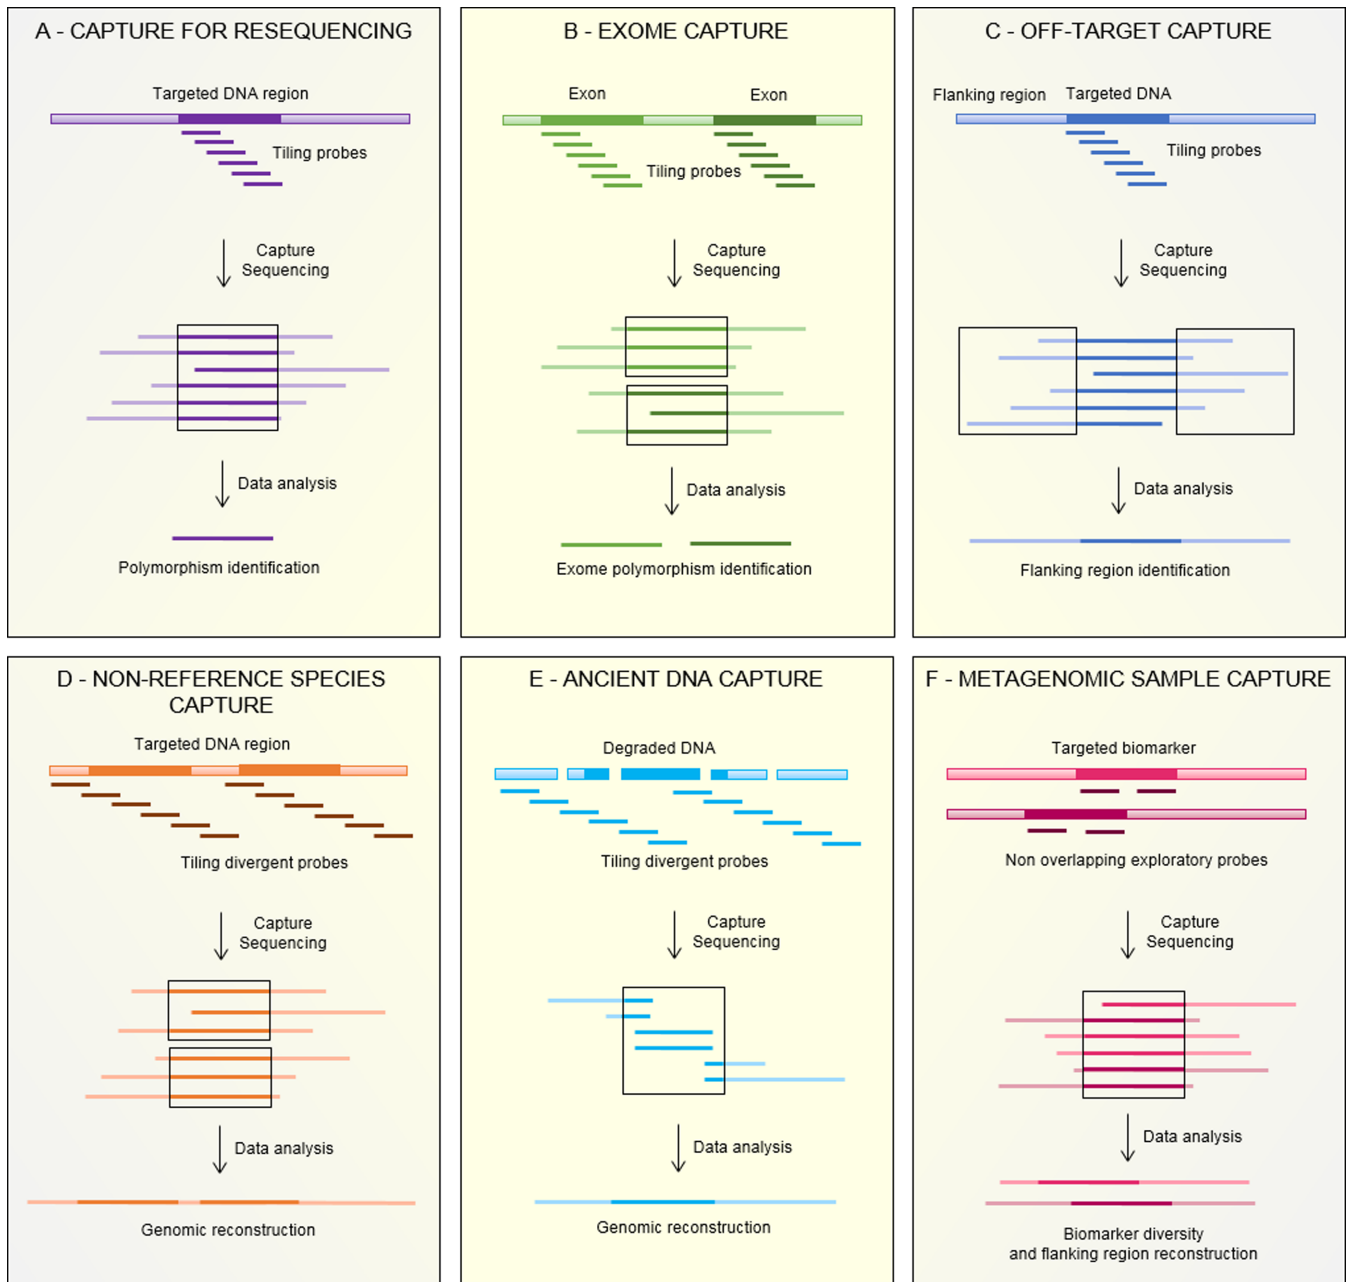 A - CAPTURE FOR RESEQUENCING
Targeted DNA region
Tiling probes
Capture
Sequencing
Data analysis
Polymorphism identification
B - EXOME CAPTURE
Exon
Exon
Tiling probes
Capture
Sequencing
Data analysis
Exome polymorphism identification
C - OFF-TARGET CAPTURE
Flanking region
Targeted DNA
Tiling probes
Capture
Sequencing
Data analysis
Flanking region identification
D - NON-REFERENCE SPECIES
CAPTURE
Targeted DNA region
Tiling divergent probes
Capture
Sequencing
Data analysis
Genomic reconstruction
E - ANCIENT DNA CAPTURE
Degraded DNA
Tiling divergent probes
Capture
Sequencing
Data analysis
Genomic reconstruction
F - METAGENOMIC SAMPLE CAPTURE
Targeted biomarker
Non overlapping exploratory probes
Capture
Sequencing
Data analysis
Biomarker diversity
and flanking region reconstruction